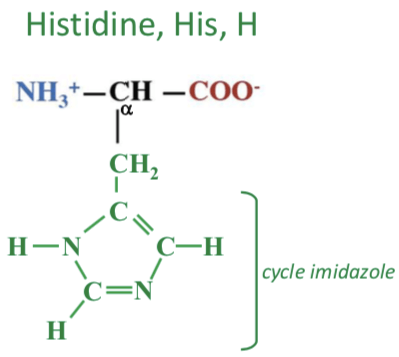 Histidine, His, H
NH₃⁺—CH—COO⁻
α
CH₂
C
H—N C—H
cycle imidazole
C=N
H